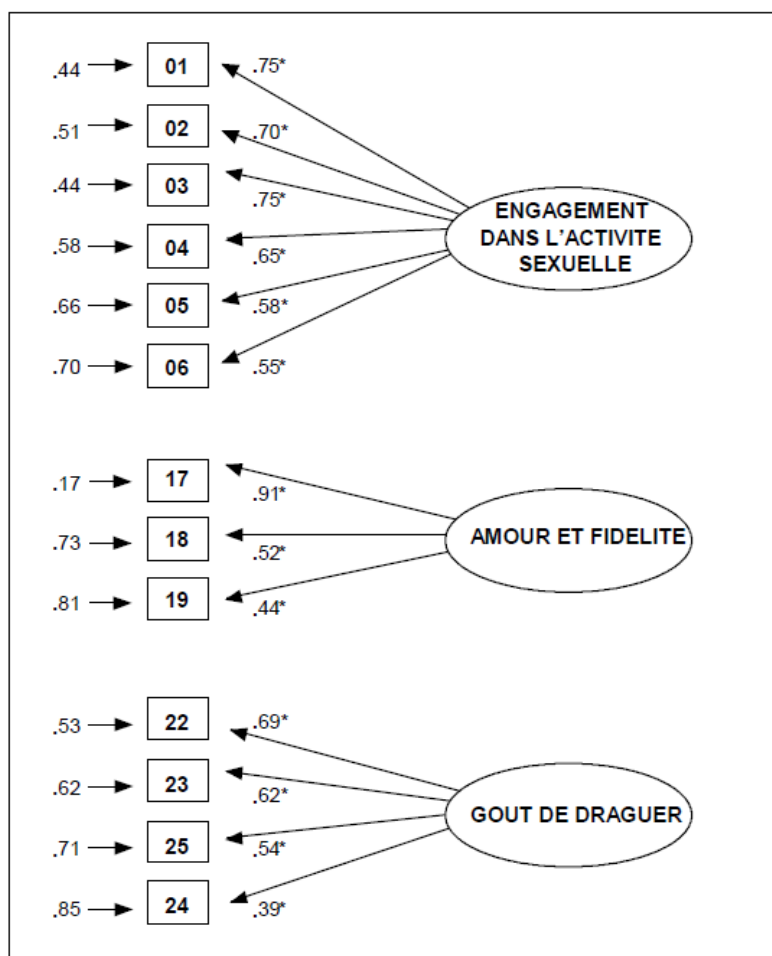 .44 01 .75*
.51 02 .70*
.44 03 .75*
ENGAGEMENT
DANS L'ACTIVITE
SEXUELLE
.58 04 .65*
.66 05 .58*
.70 06 .55*
.17 17 .91*
.73 18 .52*
AMOUR ET FIDELITE
.81 19 .44*
.53 22 .69*
.62 23 .62*
GOUT DE DRAGUER
.71 25 .54*
.85 24 .39*